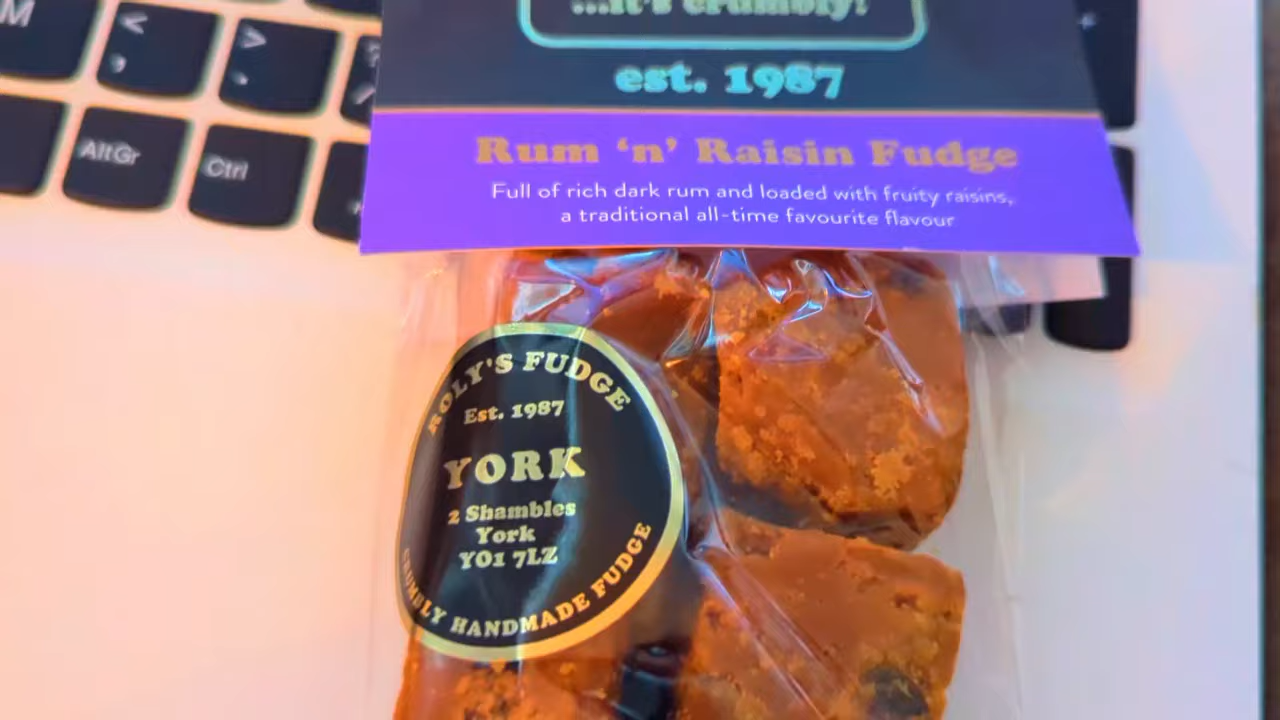 M
<
,
>
.
AltGr
Ctrl
...it's crumbly!
est. 1987
Rum 'n' Raisin Fudge
Full of rich dark rum and loaded with fruity raisins,
a traditional all-time favourite flavour
ROLY'S FUDGE
Est. 1987
YORK
2 Shambles
York
YO1 7LZ
CRUMBLY HANDMADE FUDGE